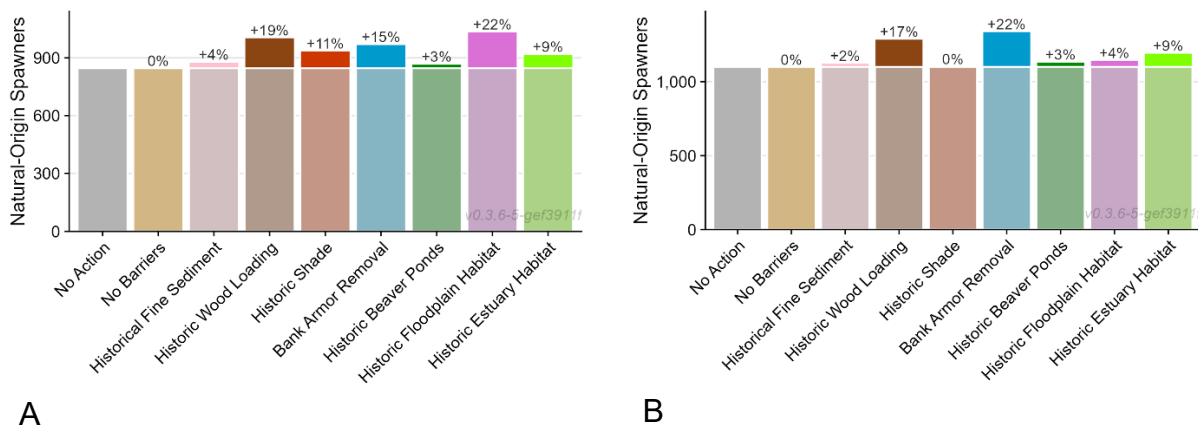 Natural-Origin Spawners
900
600
300
0
0%
+4%
+19%
+11%
+15%
+3%
+22%
+9%
v0.3.6-5-gef3911f
No Action
No Barriers
Historical Fine Sediment
Historic Wood Loading
Historic Shade
Bank Armor Removal
Historic Beaver Ponds
Historic Floodplain Habitat
Historic Estuary Habitat
A
Natural-Origin Spawners
1,000
500
0
0%
+2%
+17%
0%
+22%
+3%
+4%
+9%
v0.3.6-5-gef3911f
No Action
No Barriers
Historical Fine Sediment
Historic Wood Loading
Historic Shade
Bank Armor Removal
Historic Beaver Ponds
Historic Floodplain Habitat
Historic Estuary Habitat
B